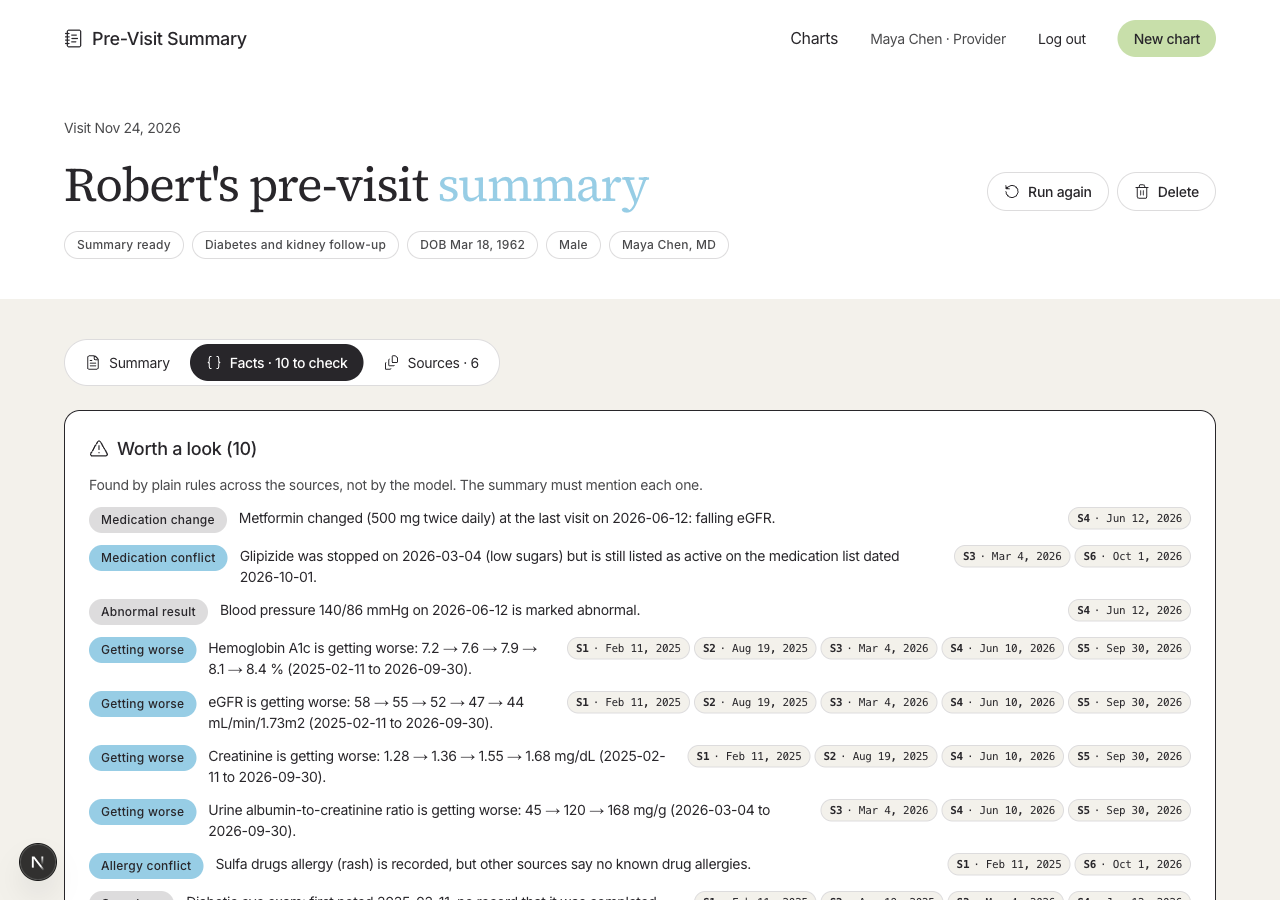 Pre-Visit Summary
Charts
Maya Chen · Provider
Log out
New chart
Visit Nov 24, 2026
Robert's pre-visit summary
Run again
Delete
Summary ready
Diabetes and kidney follow-up
DOB Mar 18, 1962
Male
Maya Chen, MD
Summary
{ } Facts · 10 to check
Sources · 6
Worth a look (10)
Found by plain rules across the sources, not by the model. The summary must mention each one.
Medication change
Metformin changed (500 mg twice daily) at the last visit on 2026-06-12: falling eGFR.
S4 · Jun 12, 2026
Medication conflict
Glipizide was stopped on 2026-03-04 (low sugars) but is still listed as active on the medication list dated
2026-10-01.
S3 · Mar 4, 2026
S6 · Oct 1, 2026
Abnormal result
Blood pressure 140/86 mmHg on 2026-06-12 is marked abnormal.
S4 · Jun 12, 2026
Getting worse
Hemoglobin A1c is getting worse: 7.2 → 7.6 → 7.9 →
8.1 → 8.4 % (2025-02-11 to 2026-09-30).
S1 · Feb 11, 2025
S2 · Aug 19, 2025
S3 · Mar 4, 2026
S4 · Jun 10, 2026
S5 · Sep 30, 2026
Getting worse
eGFR is getting worse: 58 → 55 → 52 → 47 → 44
mL/min/1.73m2 (2025-02-11 to 2026-09-30).
S1 · Feb 11, 2025
S2 · Aug 19, 2025
S3 · Mar 4, 2026
S4 · Jun 10, 2026
S5 · Sep 30, 2026
Getting worse
Creatinine is getting worse: 1.28 → 1.36 → 1.55 → 1.68 mg/dL (2025-02-
11 to 2026-09-30).
S1 · Feb 11, 2025
S2 · Aug 19, 2025
S4 · Jun 10, 2026
S5 · Sep 30, 2026
Getting worse
Urine albumin-to-creatinine ratio is getting worse: 45 → 120 → 168 mg/g (2026-03-04 to
2026-09-30).
S3 · Mar 4, 2026
S4 · Jun 10, 2026
S5 · Sep 30, 2026
Allergy conflict
Sulfa drugs allergy (rash) is recorded, but other sources say no known drug allergies.
S1 · Feb 11, 2025
S6 · Oct 1, 2026
Diabetic eye exam: first noted 2025-02-11, no record that it was completed
N